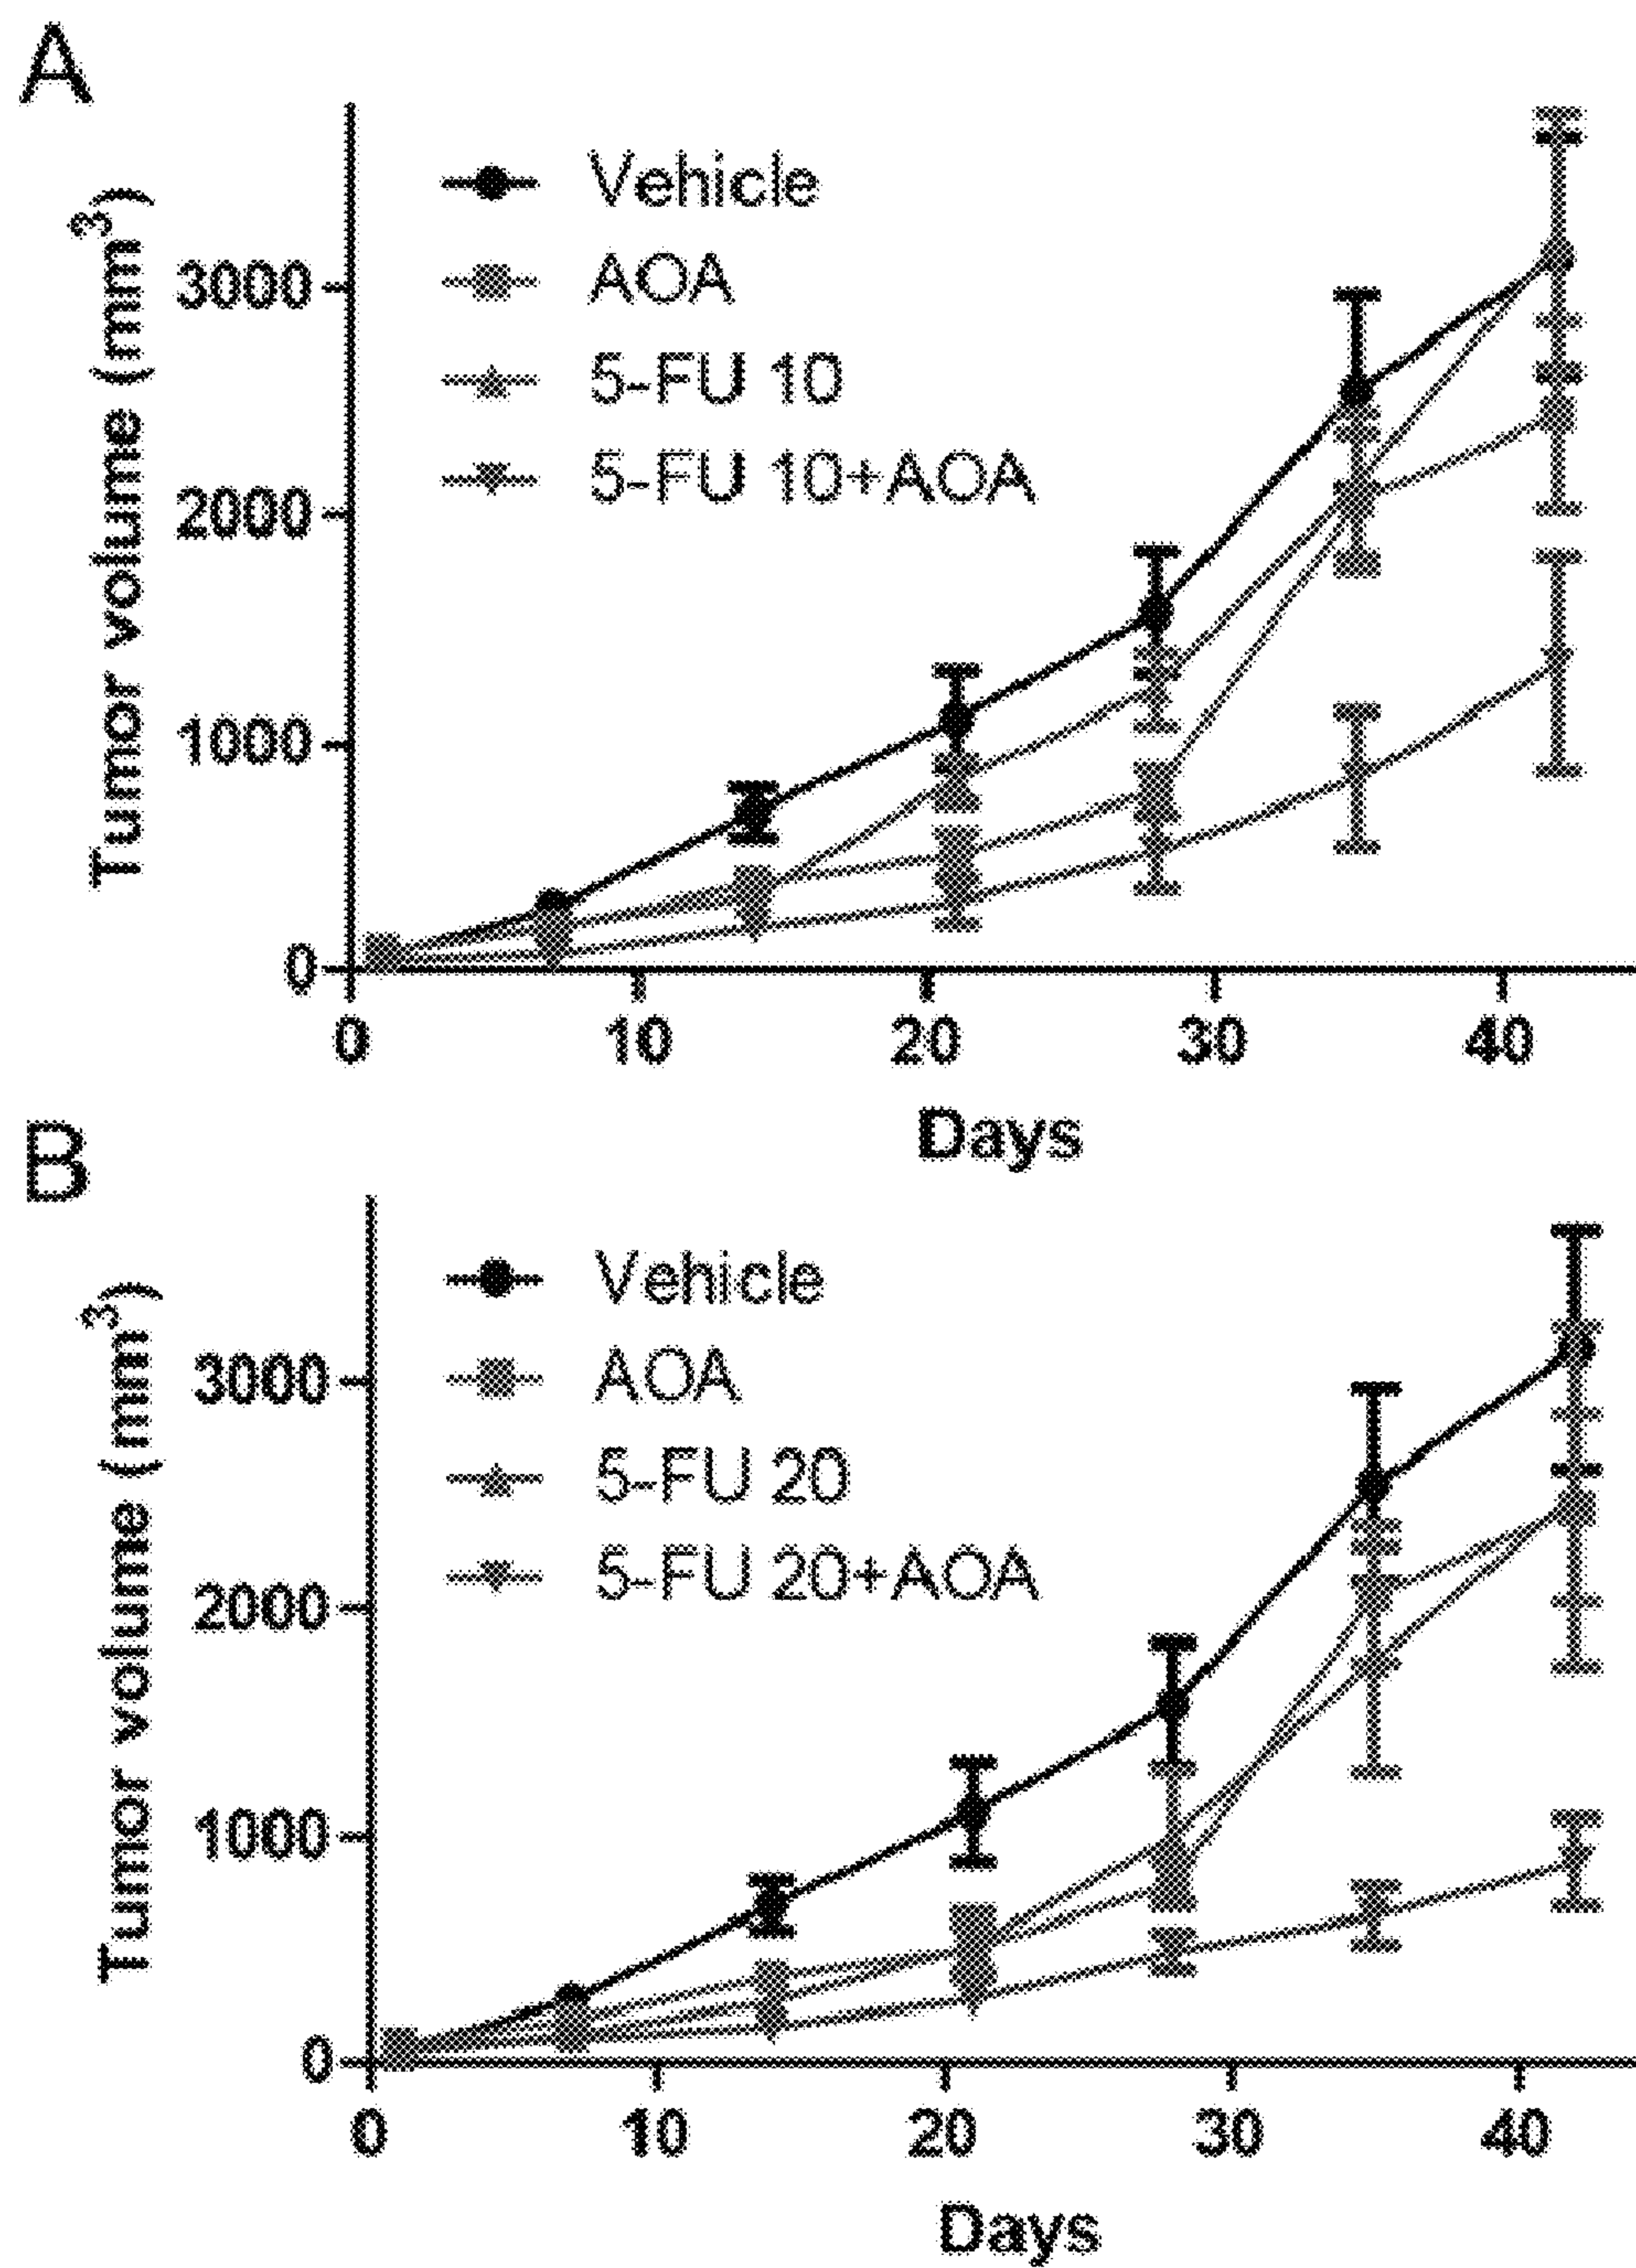 A
Tumor volume (mm³)
3000
2000
1000
0
Vehicle
AOA
5-FU 10
5-FU 10+AOA
0 10 20 30 40
Days
B
Tumor volume (mm³)
3000
2000
1000
0
Vehicle
AOA
5-FU 20
5-FU 20+AOA
0 10 20 30 40
Days